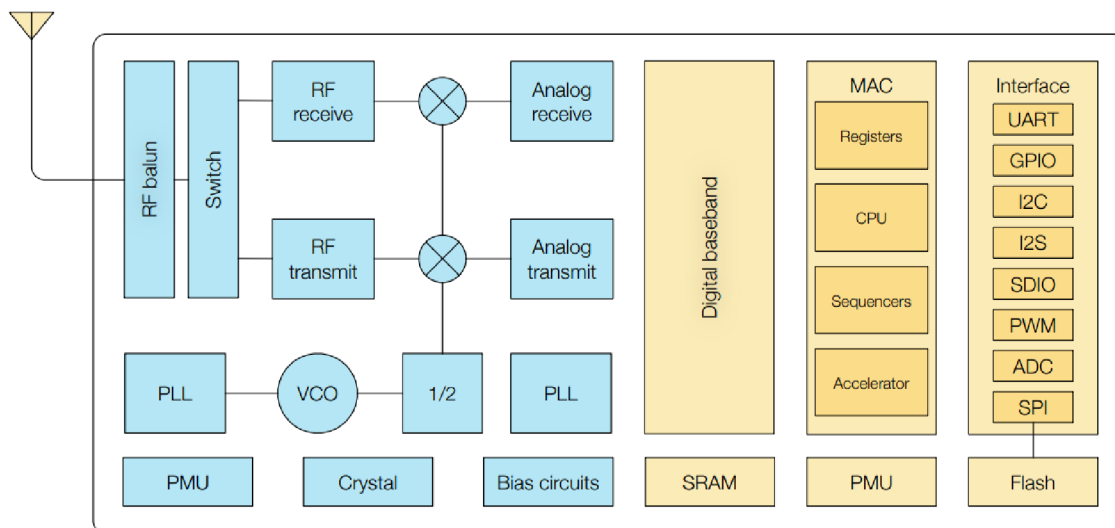 RF balun
Switch
RF
receive
Analog
receive
RF
transmit
Analog
transmit
PLL
VCO
1/2
PLL
PMU
Crystal
Bias circuits
Digital baseband
SRAM
MAC
Registers
CPU
Sequencers
Accelerator
PMU
Interface
UART
GPIO
I2C
I2S
SDIO
PWM
ADC
SPI
Flash